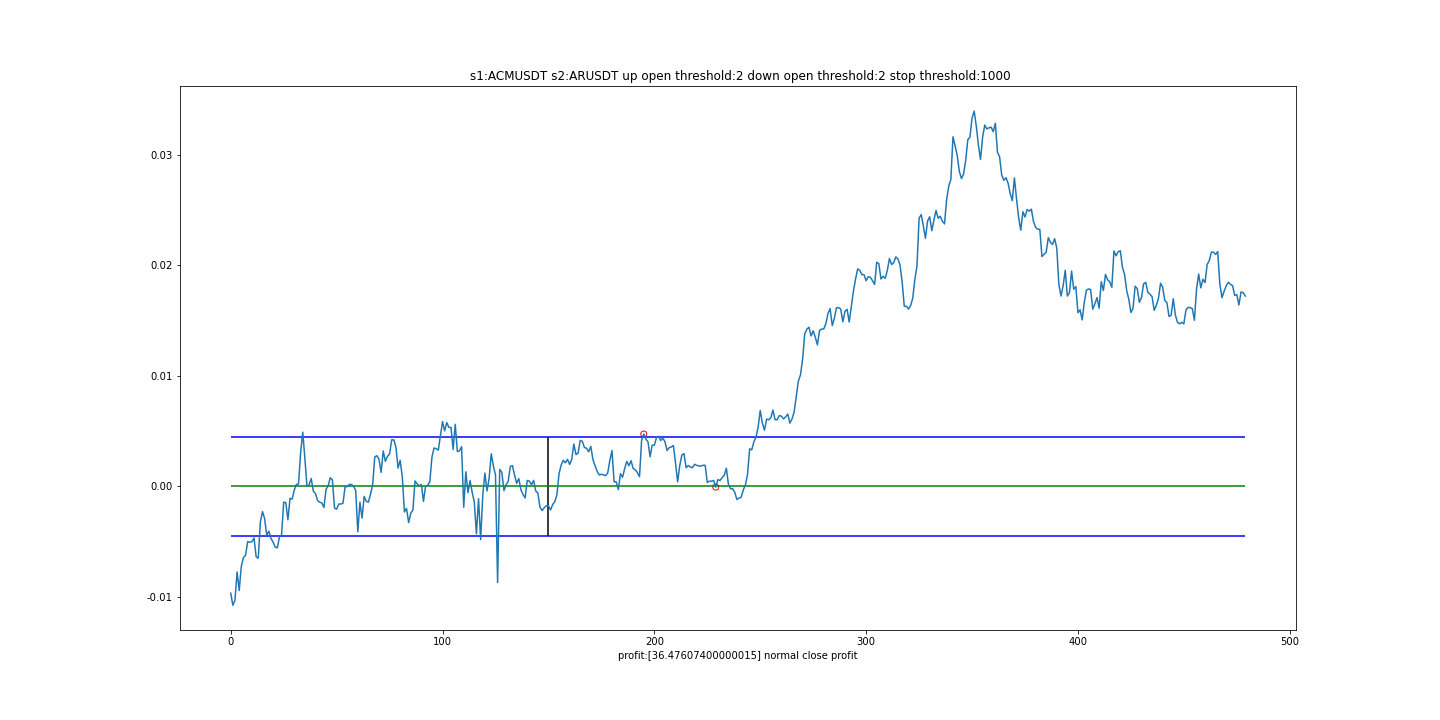 s1:ACMUSDT s2:ARUSDT up open threshold:2 down open threshold:2 stop threshold:1000
0.03
0.02
0.01
0.00
-0.01
0 100 200 300 400 500
profit:[36.47607400000015] normal close profit